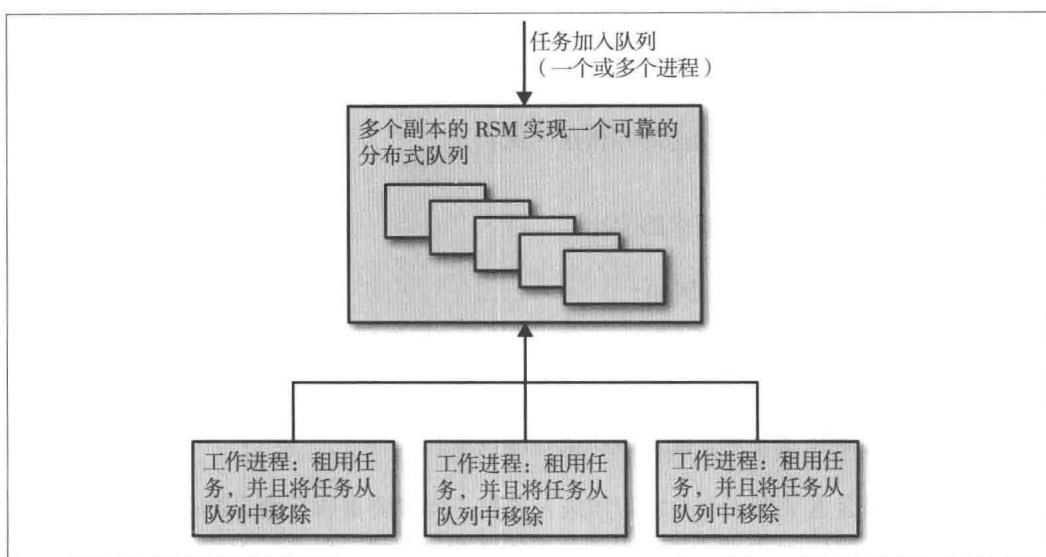 任务加入队列
（一个或多个进程）
多个副本的 RSM 实现一个可靠的
分布式队列
工作进程：租用任
务，并且将任务从
队列中移除
工作进程：租用任
务，并且将任务从
队列中移除
工作进程：租用任
务，并且将任务从
队列中移除